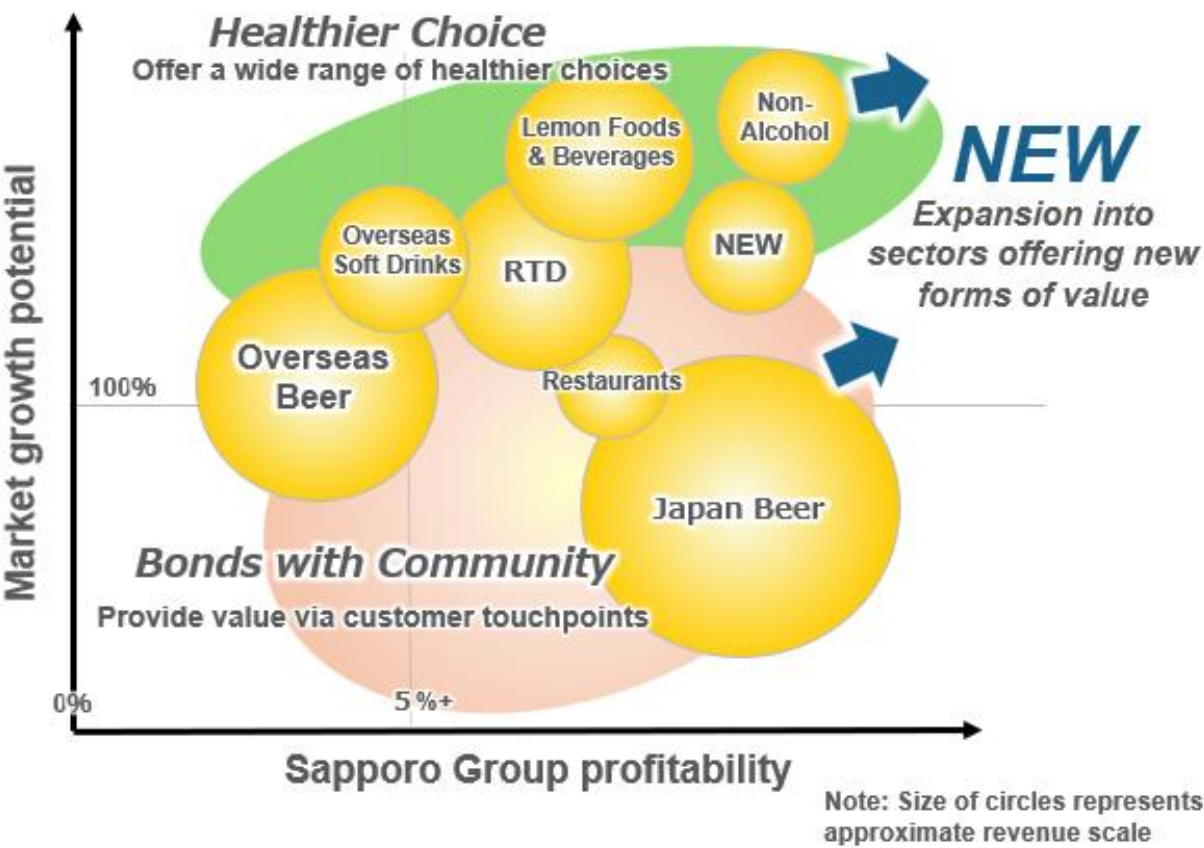 Healthier Choice
Offer a wide range of healthier choices
Non-
Alcohol
Lemon Foods
& Beverages
NEW
Expansion into
sectors offering new
forms of value
Overseas
Soft Drinks
RTD
NEW
Overseas
Beer
Restaurants
100%
Japan Beer
Bonds with Community
Provide value via customer touchpoints
0%
5%+
Market growth potential
Sapporo Group profitability
Note: Size of circles represents
approximate revenue scale